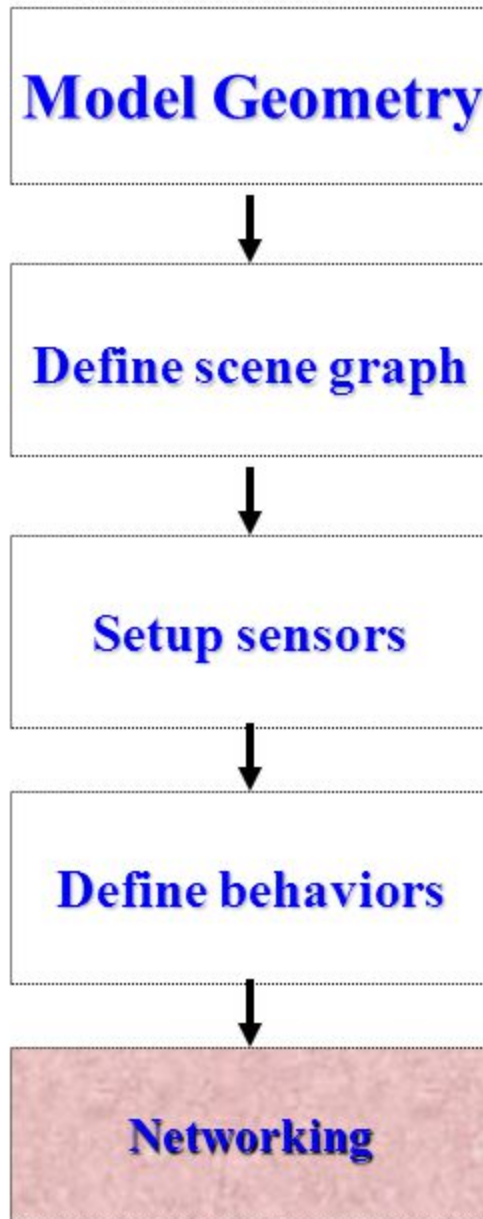 Model Geometry
Define scene graph
Setup sensors
Define behaviors
Networking